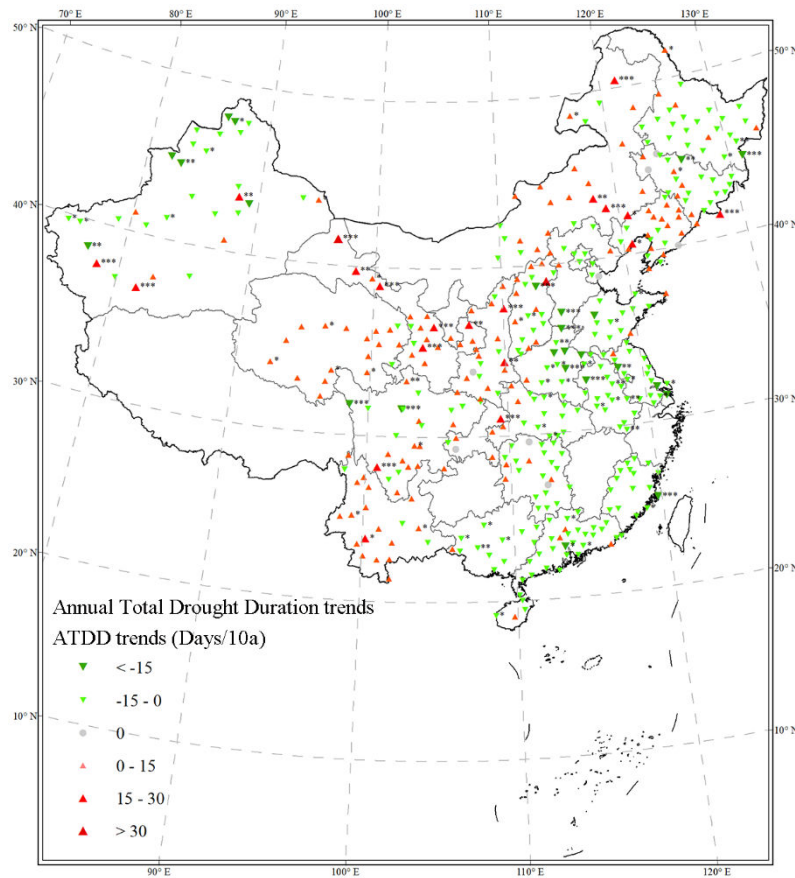 70° E 80° E 90° E 100° E 110° E 120° E 130° E
50° N 50° N
40° N 40° N
30° N 30° N
20° N 20° N
Annual Total Drought Duration trends
ATDD trends (Days/10a)
< -15
-15 - 0
0
10° N 10° N
0 - 15
15 - 30
> 30
90° E 100° E 110° E 120° E